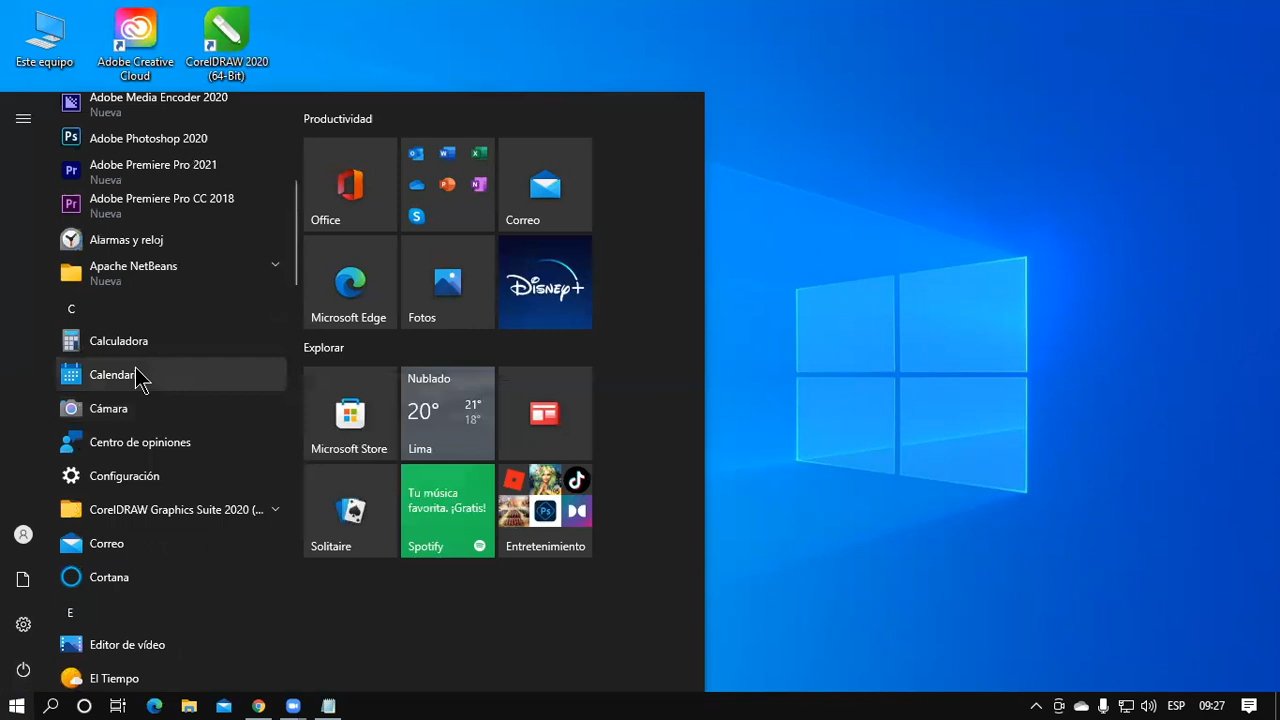 Este equipo
Adobe Creative
Cloud
CorelDRAW 2020
(64-Bit)
Adobe Media Encoder 2020
Nueva
Ps
Adobe Photoshop 2020
Pr
Adobe Premiere Pro 2021
Nueva
Pr
Adobe Premiere Pro CC 2018
Nueva
Alarmas y reloj
Apache NetBeans
Nueva
C
Calculadora
Calendar
Cámara
Centro de opiniones
Configuración
CorelDRAW Graphics Suite 2020 (...
Correo
Cortana
E
Editor de vídeo
El Tiempo
Productividad
Office
Correo
Microsoft Edge
Fotos
Disney+
Explorar
Microsoft Store
Nublado
20° 21°
18°
Lima
Solitaire
Tu música
favorita. ¡Gratis!
Spotify
Ps
Entretenimiento
ESP
09:27